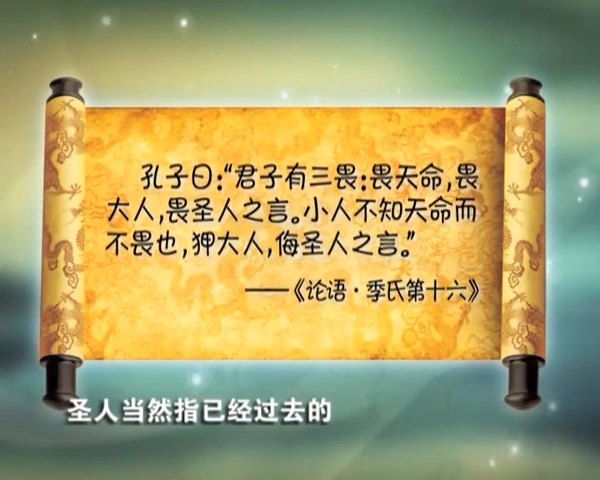 孔子曰:“君子有三畏:畏天命,畏
大人,畏圣人之言。小人不知天命而
不畏也,狎大人,侮圣人之言。”
——《论语·季氏第十六》
圣人当然指已经过去的